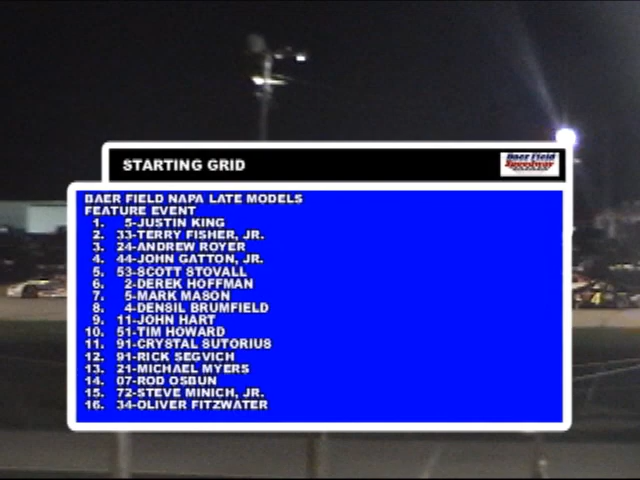 STARTING GRID
Baer Field
Speedway
BAER FIELD NAPA LATE MODELS
FEATURE EVENT
1. 5-JUSTIN KING
2. 33-TERRY FISHER, JR.
3. 24-ANDREW ROYER
4. 44-JOHN GATTON, JR.
5. 53-SCOTT STOVALL
6. 2-DEREK HOFFMAN
7. 5-MARK MASON
8. 4-DENSIL BRUMFIELD
9. 11-JOHN HART
10. 51-TIM HOWARD
11. 91-CRYSTAL SUTORIUS
12. 91-RICK SEGVICH
13. 21-MICHAEL MYERS
14. 07-ROD OSBUN
15. 72-STEVE MINICH, JR.
16. 34-OLIVER FITZWATER